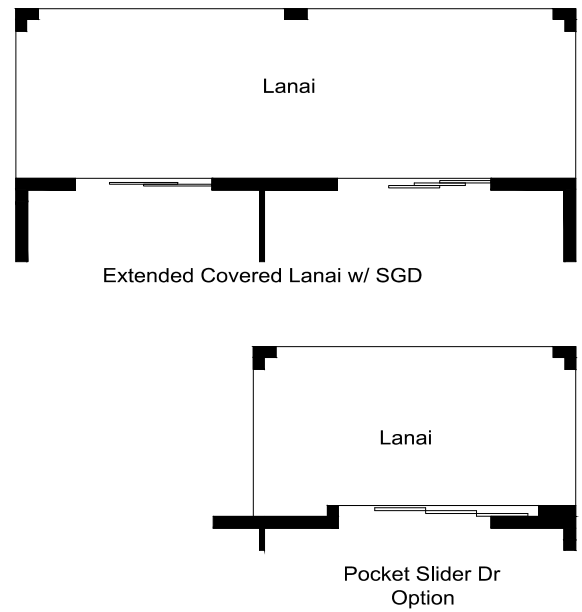 Lanai
Extended Covered Lanai w/ SGD
Lanai
Pocket Slider Dr
Option